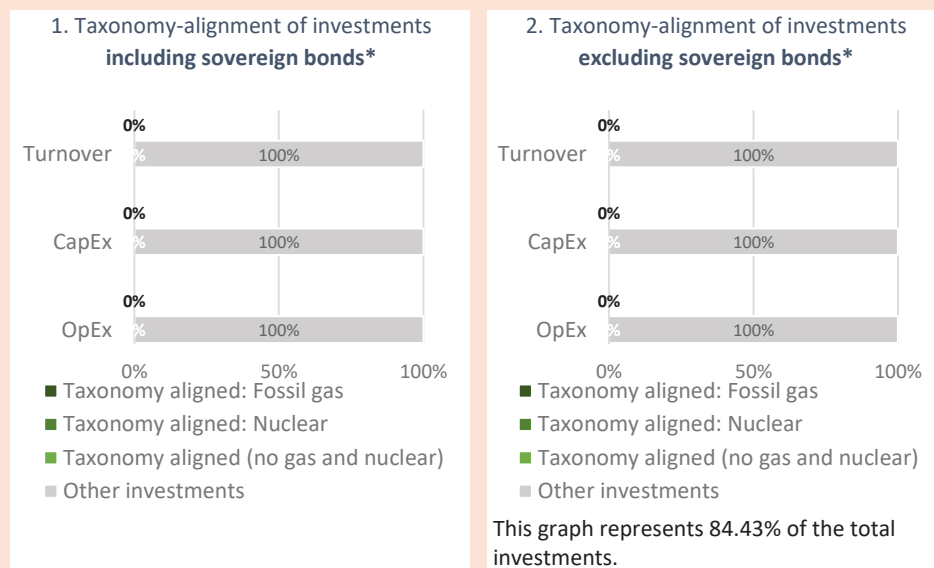 1. Taxonomy-alignment of investments
including sovereign bonds*
0%
Turnover
%
100%
0%
CapEx
%
100%
0%
OpEx
%
100%
0%
50%
100%
Taxonomy aligned: Fossil gas
Taxonomy aligned: Nuclear
Taxonomy aligned (no gas and nuclear)
Other investments
2. Taxonomy-alignment of investments
excluding sovereign bonds*
0%
Turnover
%
100%
0%
CapEx
%
100%
0%
OpEx
%
100%
0%
50%
100%
Taxonomy aligned: Fossil gas
Taxonomy aligned: Nuclear
Taxonomy aligned (no gas and nuclear)
Other investments
This graph represents 84.43% of the total
investments.